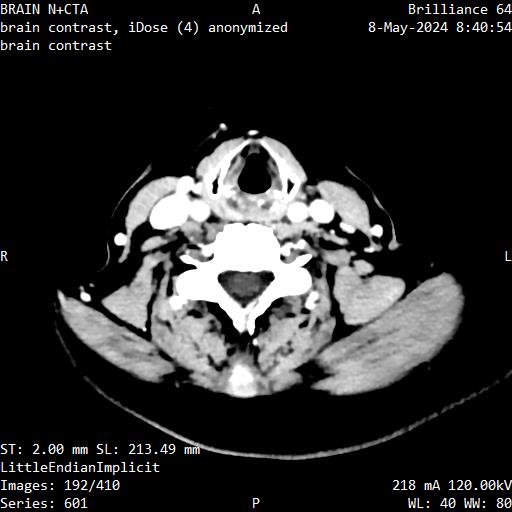 BRAIN N+CTA
A
Brilliance 64
brain contrast, iDose (4) anonymized
8-May-2024 8:40:54
brain contrast
R
L
ST: 2.00 mm SL: 213.49 mm
LittleEndianImplicit
Images: 192/410
218 mA 120.00kV
Series: 601
P
WL: 40 WW: 80